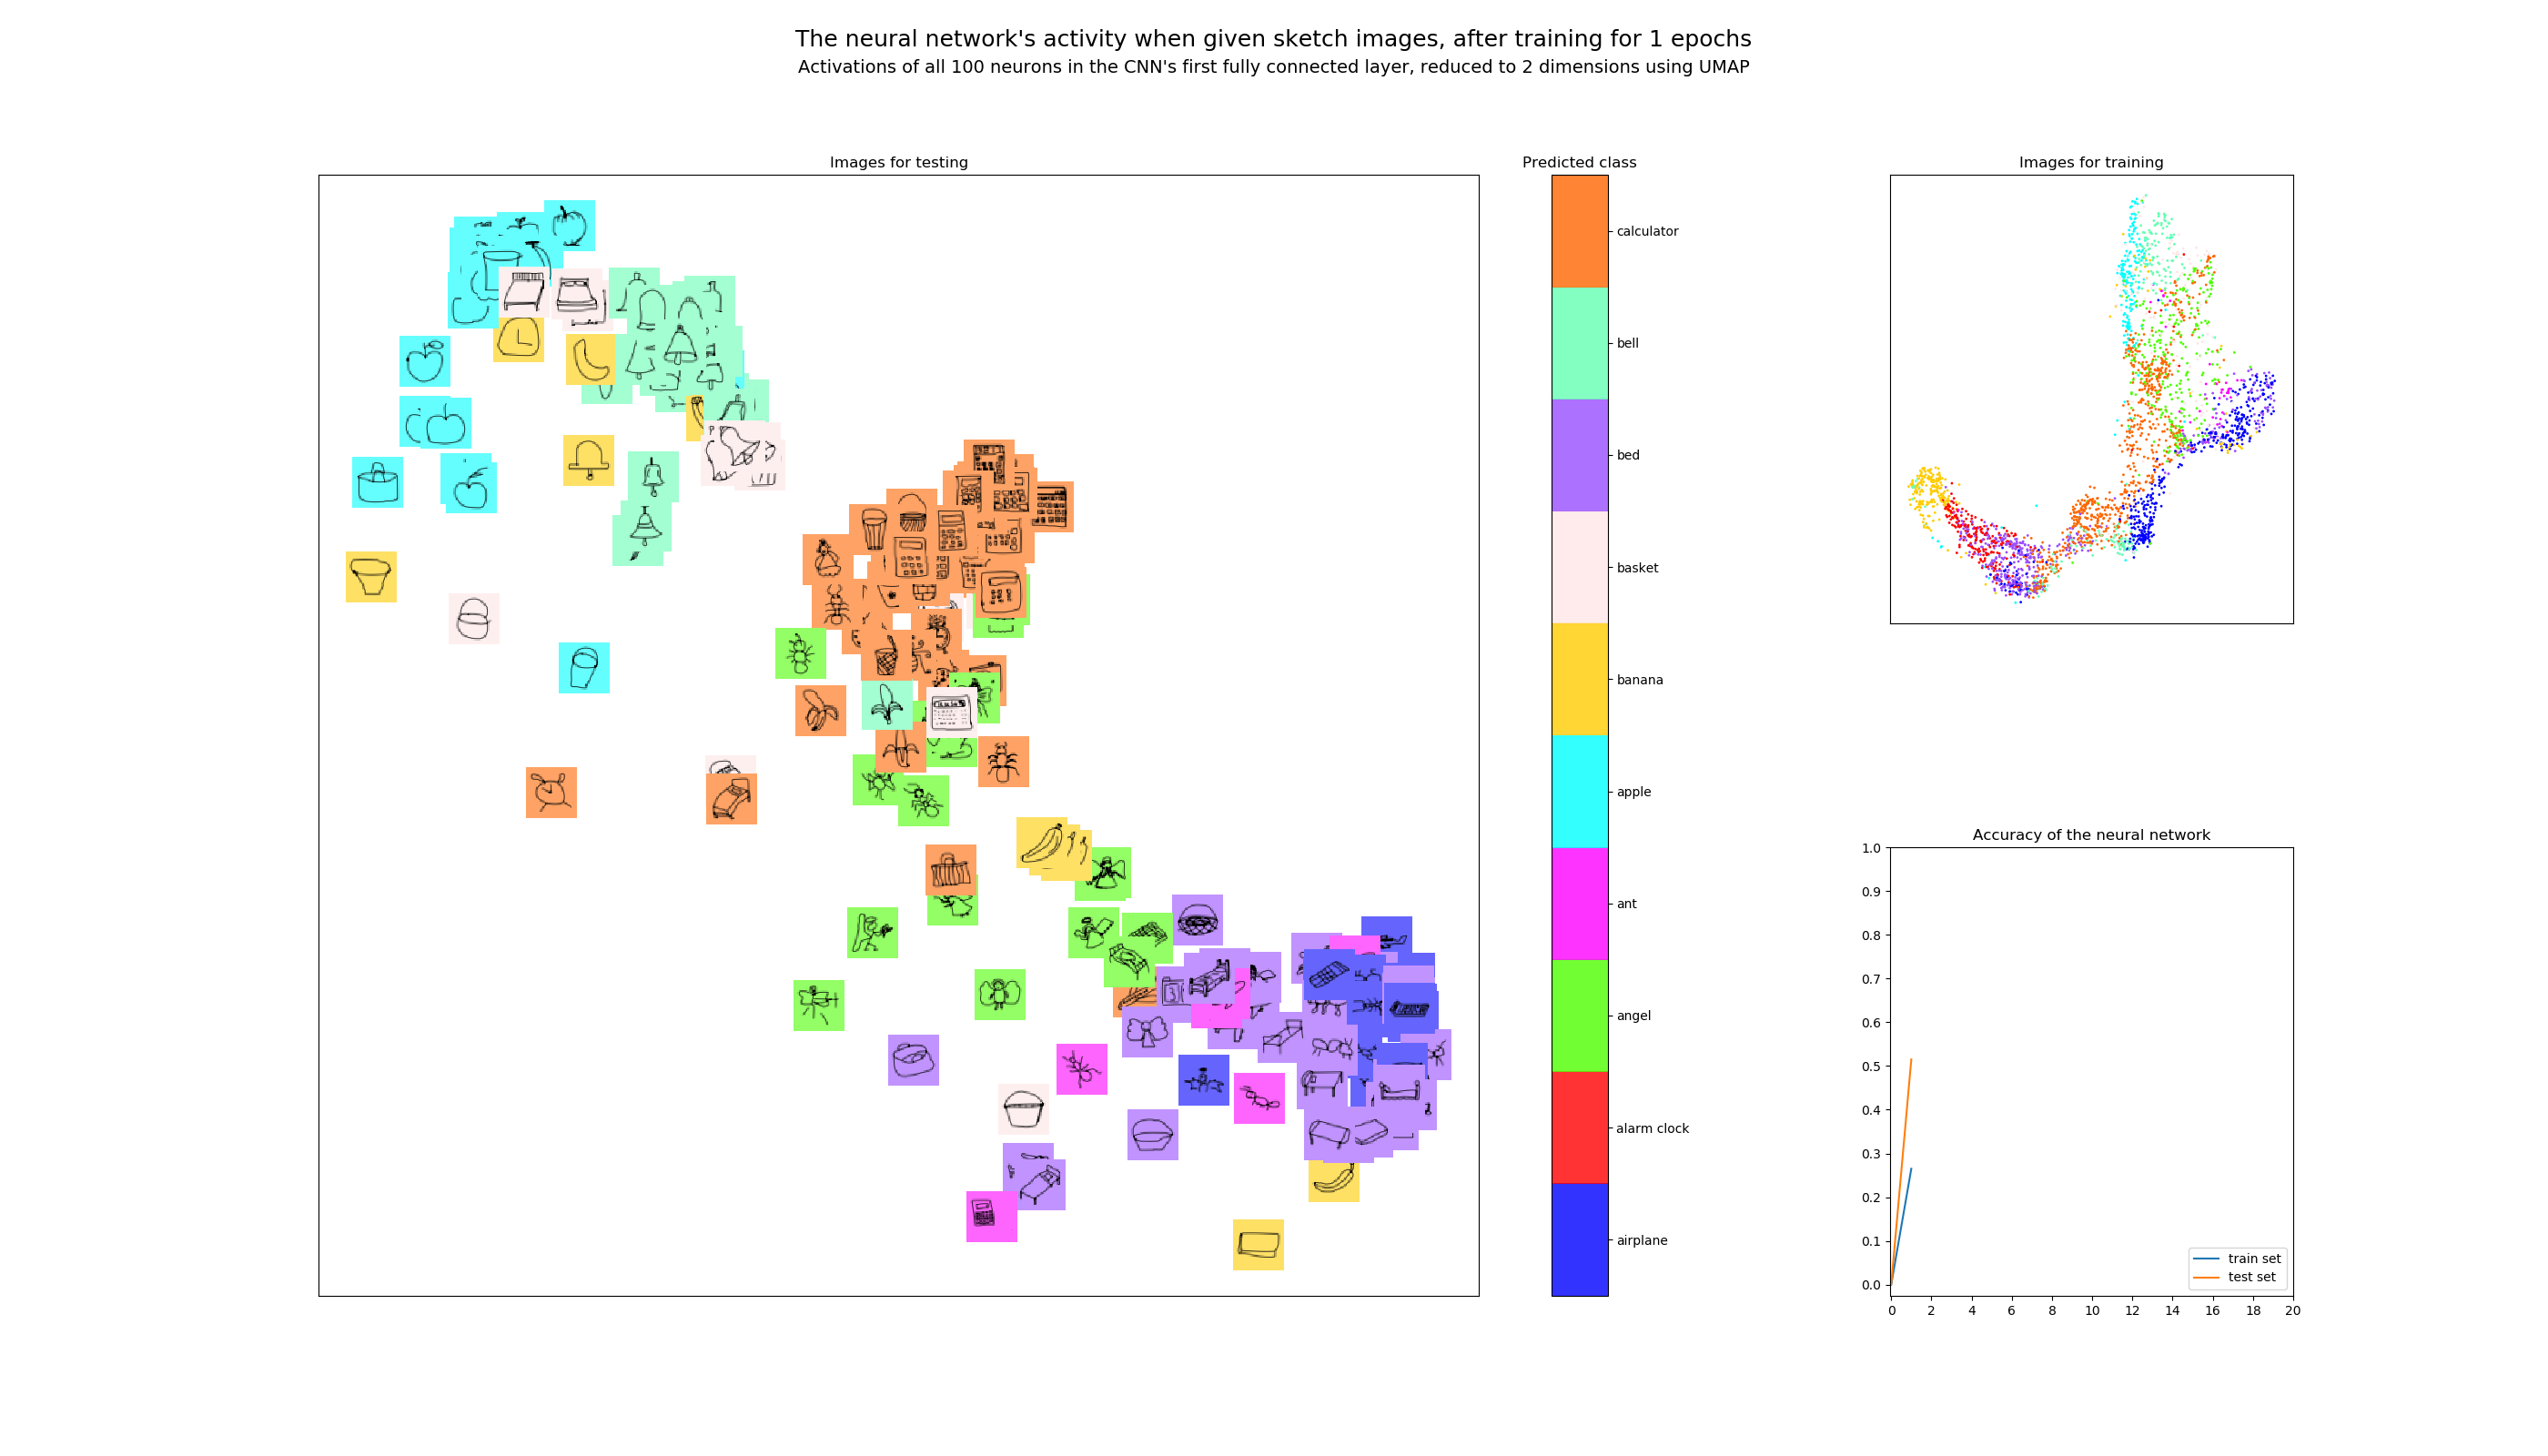 The neural network's activity when given sketch images, after training for 1 epochs
Activations of all 100 neurons in the CNN's first fully connected layer, reduced to 2 dimensions using UMAP
Images for testing
Predicted class
calculator
bell
bed
basket
banana
apple
ant
angel
alarm clock
airplane
Images for training
Accuracy of the neural network
1.0
0.9
0.8
0.7
0.6
0.5
0.4
0.3
0.2
0.1
0.0
0 2 4 6 8 10 12 14 16 18 20
train set
test set